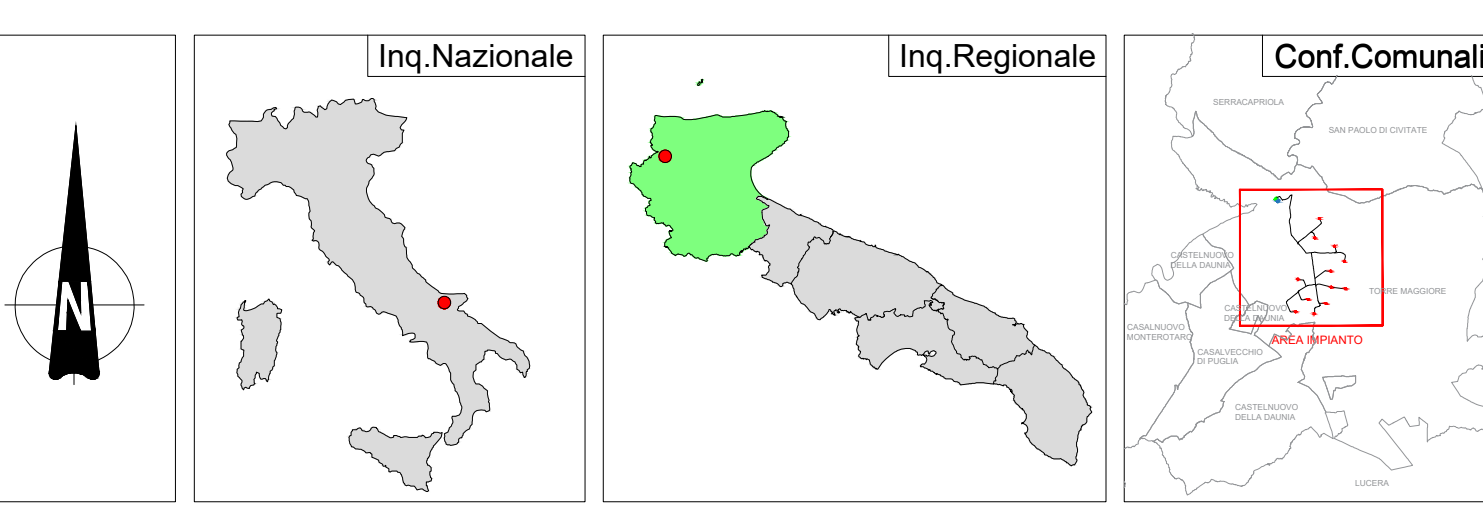 N
Inq.Nazionale
Inq.Regionale
Conf.Comunali
SERRACAPRIOLA
SAN PAOLO DI CIVITATE
CASTELNUOVO
DELLA DAUNIA
TORRE MAGGIORE
CASTELNUOVO
DELLA DAUNIA
CASALNUOVO
MONTEROTARO
AREA IMPIANTO
CASALVECCHIO
DI PUGLIA
CASTELNUOVO
DELLA DAUNIA
LUCERA